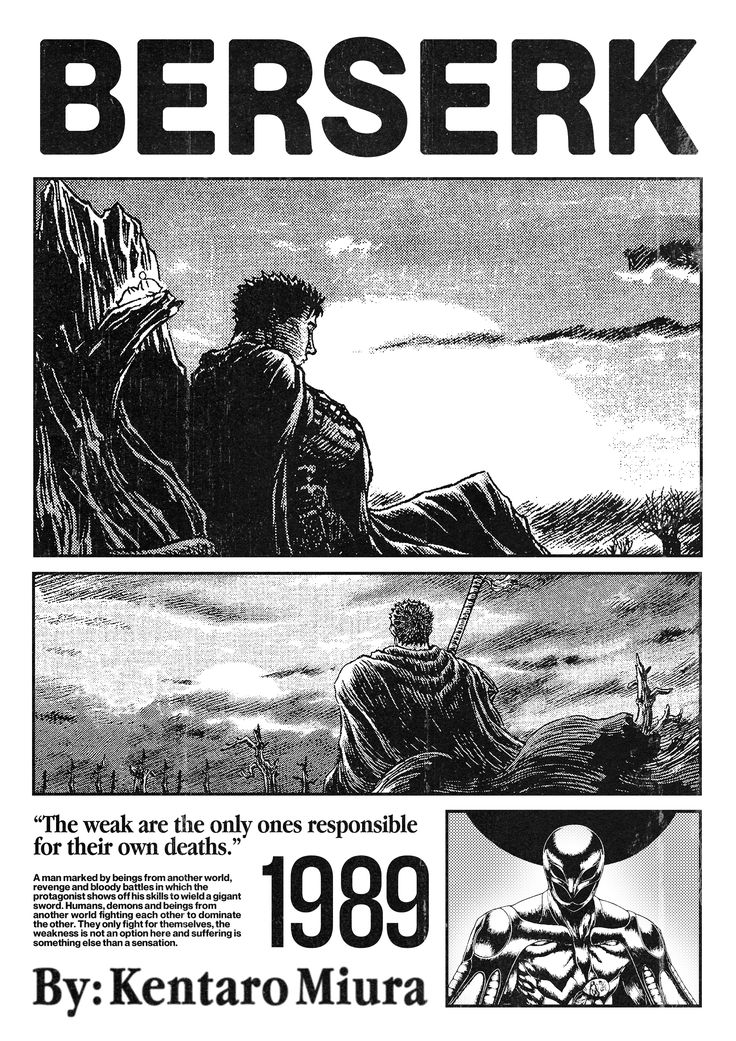 BERSERK
“The weak are the only ones responsible
for their own deaths.”
A man marked by beings from another world,
revenge and bloody battles in which the
protagonist shows off his skills to wield a gigant
sword. Humans, demons and beings from
another world fighting each other to dominate
the other. They only fight for themselves, the
weakness is not an option here and suffering is
something else than a sensation.
1989
By: Kentaro Miura